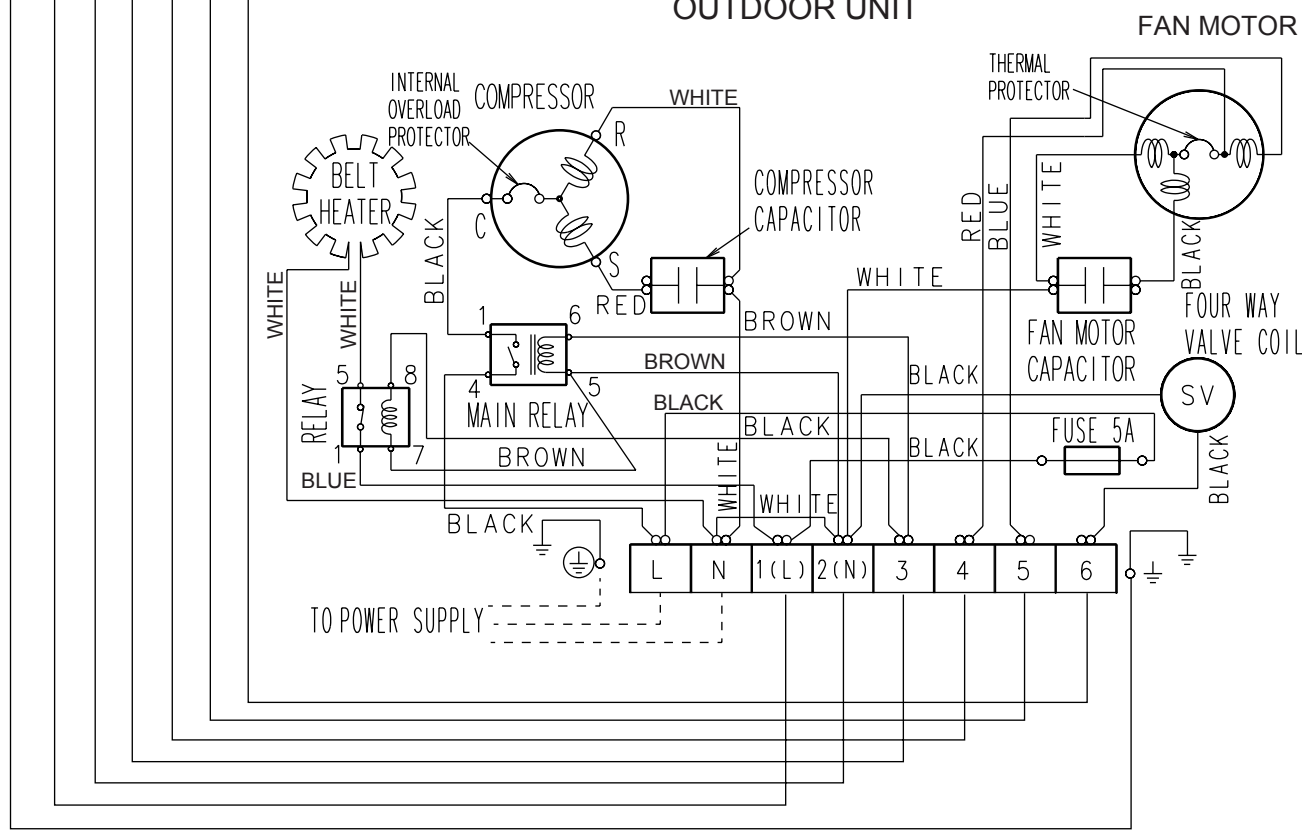 OUTDOOR UNIT
FAN MOTOR
THERMAL
PROTECTOR
INTERNAL
OVERLOAD
PROTECTOR
COMPRESSOR
WHITE
R
BELT
HEATER
COMPRESSOR
CAPACITOR
C
S
BLACK
RED
BLUE
WHITE
BLACK
WHITE
WHITE
WHITE
RED
FOUR WAY
VALVE COIL
FAN MOTOR
CAPACITOR
1
6
BROWN
BROWN
4
5
MAIN RELAY
BLACK
SV
5
8
RELAY
1
7
BLACK
BLACK
BLACK
FUSE 5A
BLACK
BROWN
BLUE
WHITE
WHITE
BLACK
L
N
1(L)
2(N)
3
4
5
6
TO POWER SUPPLY